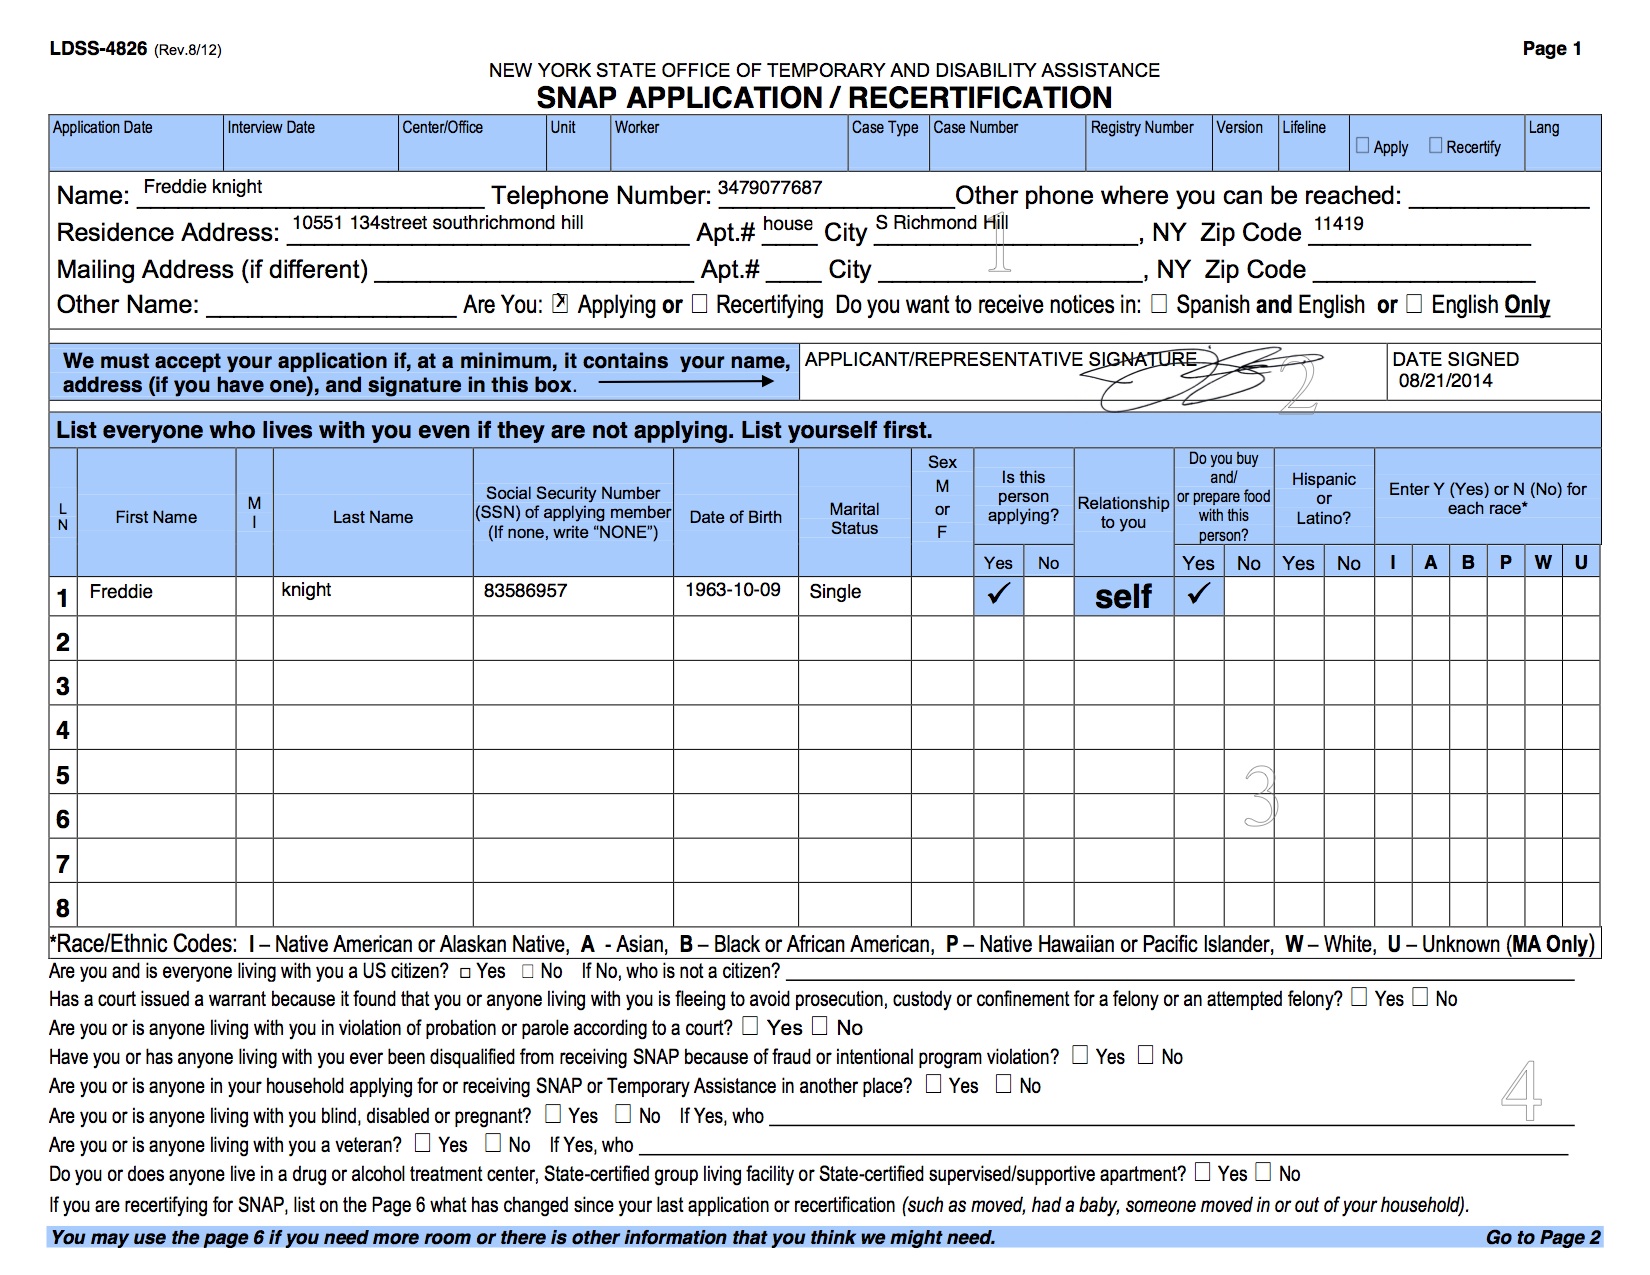 LDSS-4826 (Rev.8/12) Page 1
NEW YORK STATE OFFICE OF TEMPORARY AND DISABILITY ASSISTANCE
SNAP APPLICATION / RECERTIFICATION
Application Date Interview Date Center/Office Unit Worker Case Type Case Number Registry Number Version Lifeline ☐ Apply ☐ Recertify Lang
Name: Freddie knight Telephone Number: 3479077687 Other phone where you can be reached:
Residence Address: 10551 134street southrichmond hill Apt.# house City S Richmond Hill, NY Zip Code 11419
1
Mailing Address (if different) Apt.# City , NY Zip Code
Other Name: Are You: ☒ Applying or ☐ Recertifying Do you want to receive notices in: ☐ Spanish and English or ☐ English Only
We must accept your application if, at a minimum, it contains your name, address (if you have one), and signature in this box.
APPLICANT/REPRESENTATIVE SIGNATURE
2
DATE SIGNED
08/21/2014
List everyone who lives with you even if they are not applying. List yourself first.
LN First Name MI Last Name Social Security Number (SSN) of applying member (If none, write “NONE”) Date of Birth Marital Status Sex M or F Is this person applying? Relationship to you Do you buy and/ or prepare food with this person? Hispanic or Latino? Enter Y (Yes) or N (No) for each race*
Yes No Yes No Yes No I A B P W U
1 Freddie knight 83586957 1963-10-09 Single ✓ self ✓
2
3
4
5
3
6
7
8
*Race/Ethnic Codes: I – Native American or Alaskan Native, A - Asian, B – Black or African American, P – Native Hawaiian or Pacific Islander, W – White, U – Unknown (MA Only)
Are you and is everyone living with you a US citizen? ☐ Yes ☐ No If No, who is not a citizen?
Has a court issued a warrant because it found that you or anyone living with you is fleeing to avoid prosecution, custody or confinement for a felony or an attempted felony? ☐ Yes ☐ No
Are you or is anyone living with you in violation of probation or parole according to a court? ☐ Yes ☐ No
Have you or has anyone living with you ever been disqualified from receiving SNAP because of fraud or intentional program violation? ☐ Yes ☐ No
Are you or is anyone in your household applying for or receiving SNAP or Temporary Assistance in another place? ☐ Yes ☐ No
4
Are you or is anyone living with you blind, disabled or pregnant? ☐ Yes ☐ No If Yes, who
Are you or is anyone living with you a veteran? ☐ Yes ☐ No If Yes, who
Do you or does anyone live in a drug or alcohol treatment center, State-certified group living facility or State-certified supervised/supportive apartment? ☐ Yes ☐ No
If you are recertifying for SNAP, list on the Page 6 what has changed since your last application or recertification (such as moved, had a baby, someone moved in or out of your household).
You may use the page 6 if you need more room or there is other information that you think we might need. Go to Page 2